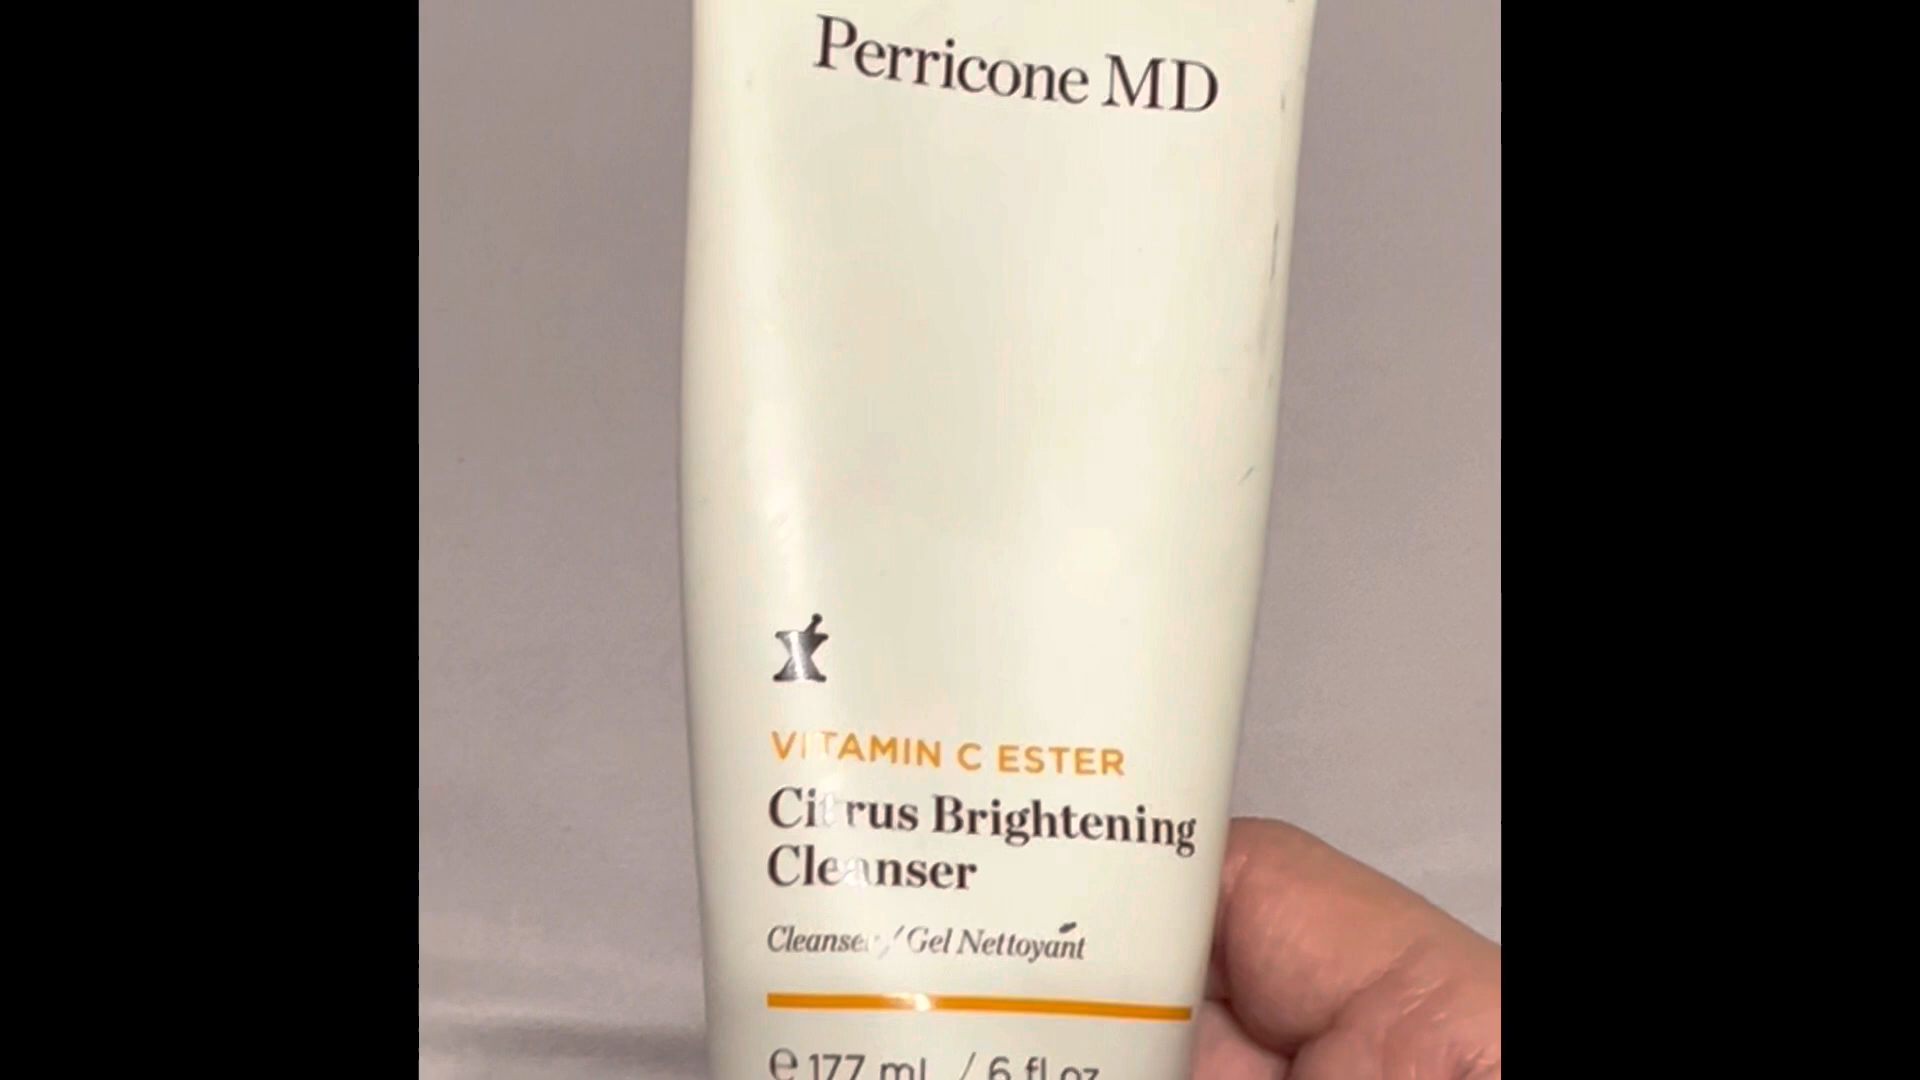 Perricone MD
VITAMIN C ESTER
Citrus Brightening
Cleanser
Cleanser / Gel Nettoyant
e 177 mL / 6 fl oz